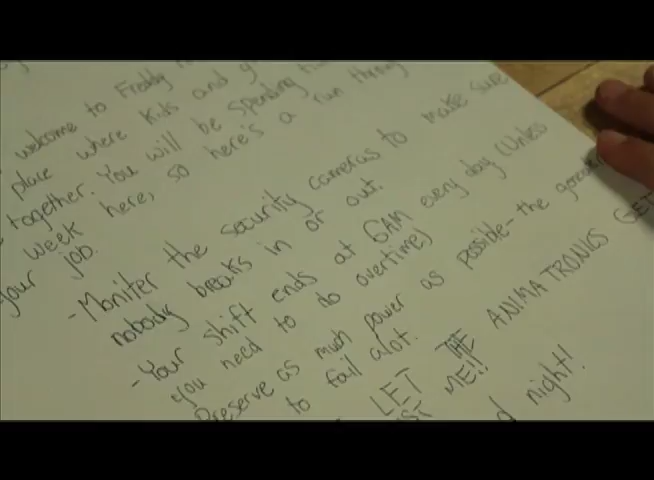 welcome to Freddy
place where kids and
together. You will be spending
week here, so here's a run through
your job.
- Moniter the security cameras to make sure
nobody breaks in or out.
- Your shift ends at 6AM every day (Unless
you need to do overtime)
Preserve as much power as possible - the
to fail alot.
LET THE ANIMATRONICS GET
ME!!
night!